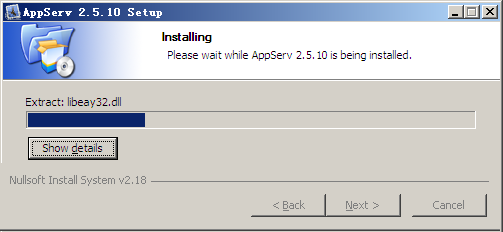 AppServ 2.5.10 Setup
Installing
Please wait while AppServ 2.5.10 is being installed.
Extract: libeay32.dll
Show details
Nullsoft Install System v2.18
< Back
Next >
Cancel